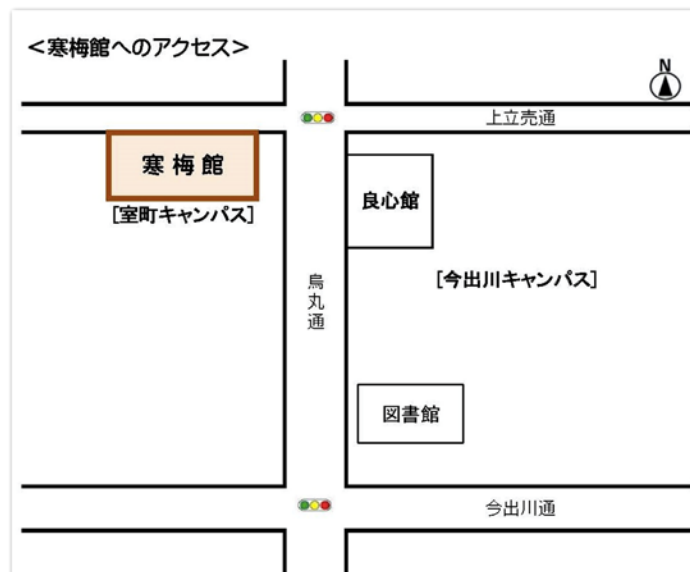 <寒梅館へのアクセス>
N
上立売通
寒梅館
[室町キャンパス]
良心館
[今出川キャンパス]
烏丸通
図書館
今出川通